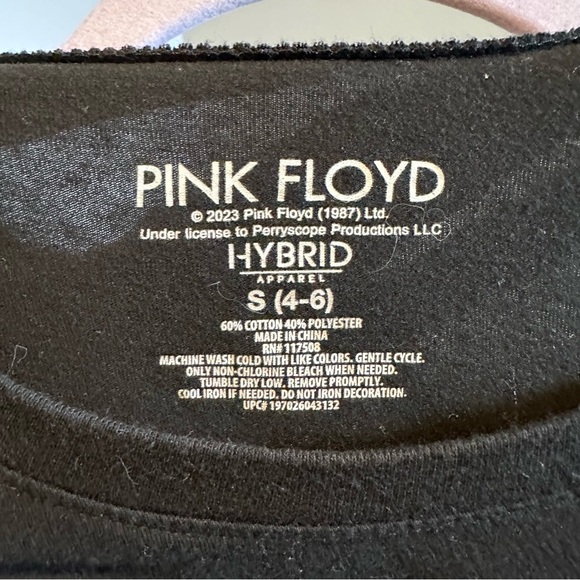 PINK FLOYD
© 2023 Pink Floyd (1987) Ltd.
Under license to Perryscope Productions LLC
HYBRID
APPAREL
S (4-6)
60% COTTON 40% POLYESTER
MADE IN CHINA
RN# 117508
MACHINE WASH COLD WITH LIKE COLORS. GENTLE CYCLE.
ONLY NON-CHLORINE BLEACH WHEN NEEDED.
TUMBLE DRY LOW. REMOVE PROMPTLY.
COOL IRON IF NEEDED. DO NOT IRON DECORATION.
UPC# 197026043132